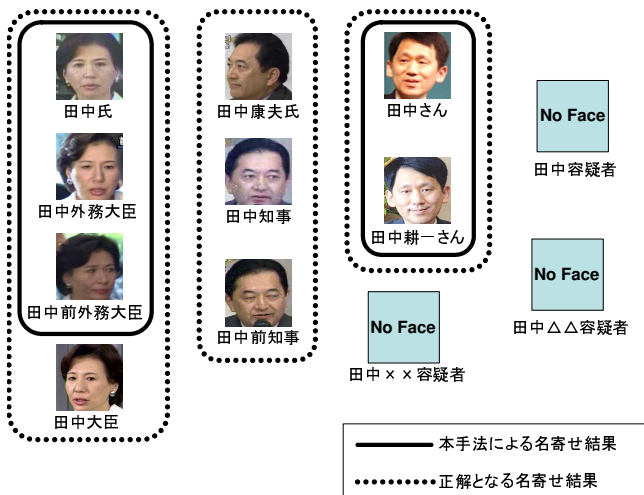 田中氏
田中外務大臣
田中前外務大臣
田中大臣
田中康夫氏
田中知事
田中前知事
田中さん
田中耕一さん
No Face
田中容疑者
No Face
田中△△容疑者
No Face
田中××容疑者
本手法による名寄せ結果
正解となる名寄せ結果